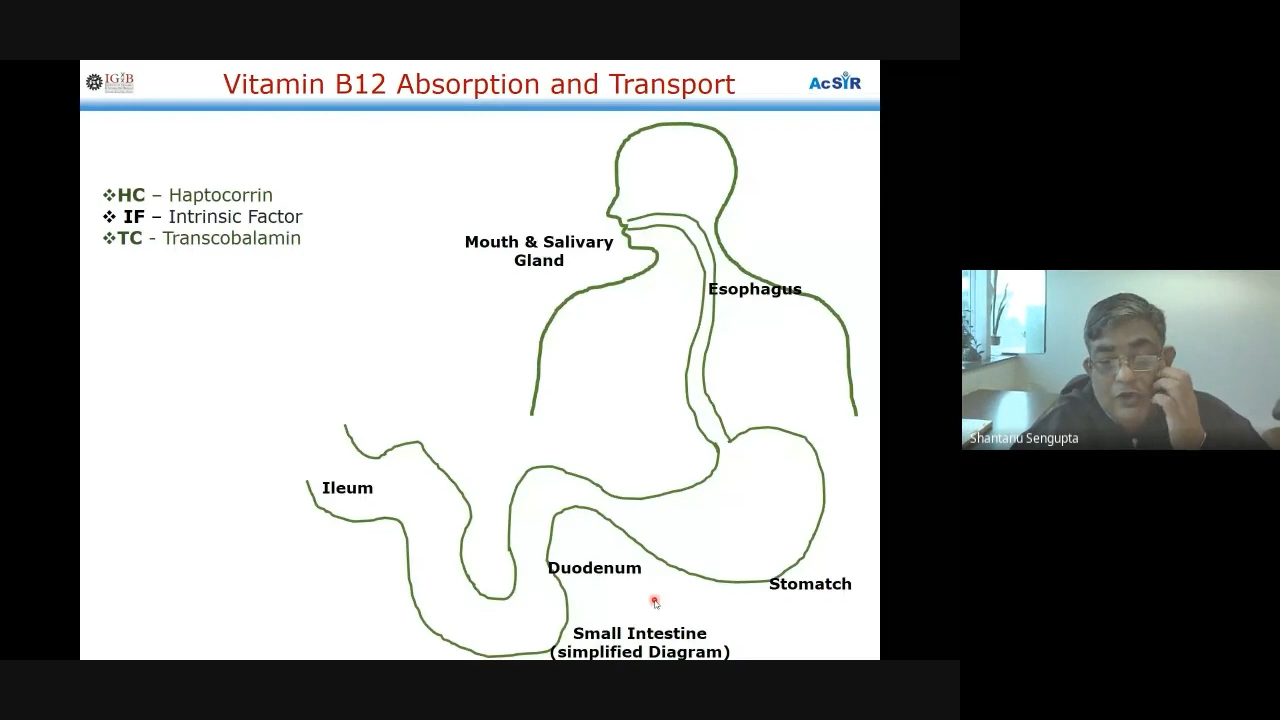 IGIB
Vitamin B12 Absorption and Transport
AcSIR
❖HC – Haptocorrin
❖ IF – Intrinsic Factor
❖TC - Transcobalamin
Mouth & Salivary
Gland
Esophagus
Ileum
Duodenum
Stomatch
Small Intestine
(simplified Diagram)
Shantanu Sengupta